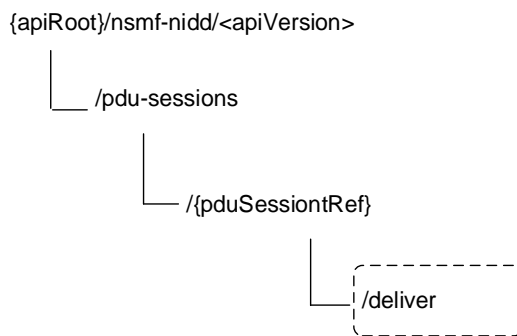 {apiRoot}/nsmf-nidd/<apiVersion>
/pdu-sessions
/{pduSessiontRef}
/deliver